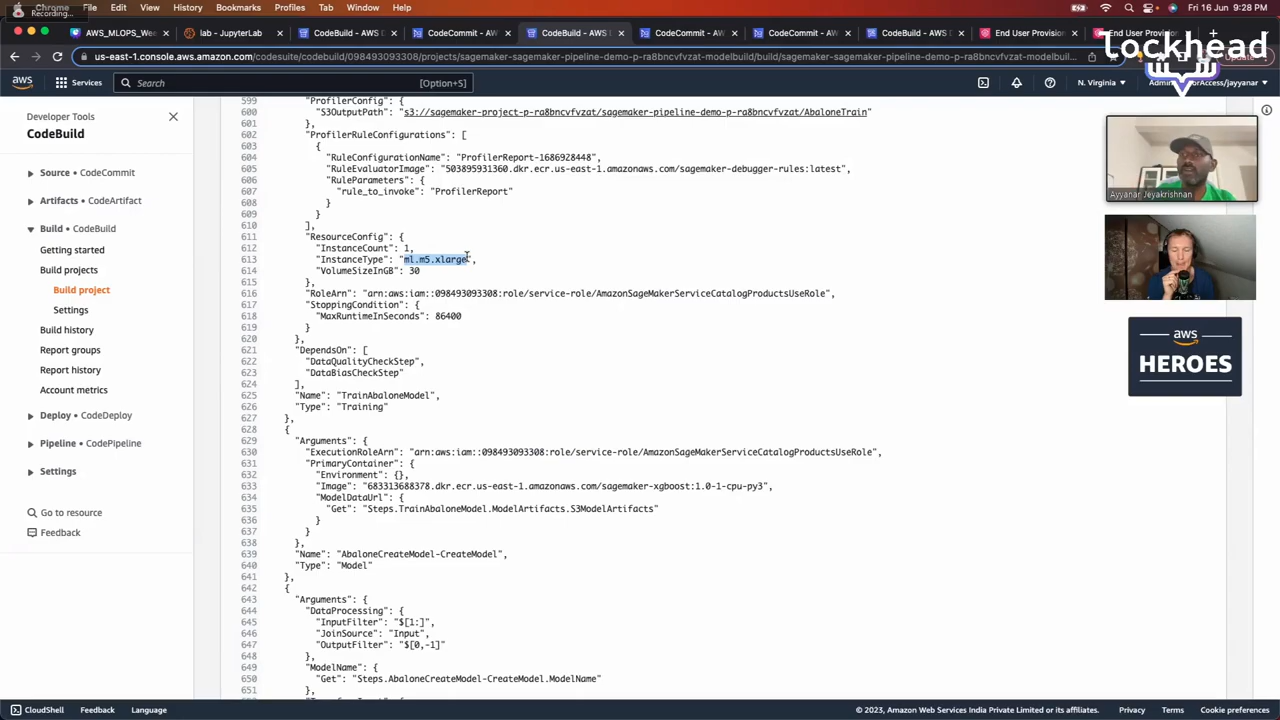 Chrome File Edit View History Bookmarks Profiles Tab Window Help Fri 16 Jun 9:28 PM
Recording...
AWS_MLOPS_Wee lab - JupyterLab CodeBuild - AWS CodeCommit - AW CodeBuild - AWS D CodeCommit - AW CodeCommit - AW CodeBuild - AWS D End User Provision End User Provision
us-east-1.console.aws.amazon.com/codesuite/codebuild/098493093308/projects/sagemaker-sagemaker-pipeline-demo-p-ra8bncvfvzat-modelbuild/build/sagemaker-sagemaker-pipeline-demo-p-ra8bncvfvzat-modelbuil...
lockhead
aws Services Search [Option+S] N. Virginia
Developer Tools
CodeBuild
Source • CodeCommit
Artifacts • CodeArtifact
Build • CodeBuild
Getting started
Build projects
Build project
Settings
Build history
Report groups
Report history
Account metrics
Deploy • CodeDeploy
Pipeline • CodePipeline
Settings
Go to resource
Feedback
599 "ProfilerConfig": {
600 "S3OutputPath": "s3://sagemaker-project-p-ra8bncvfvzat/sagemaker-pipeline-demo-p-ra8bncvfvzat/AbaloneTrain"
601 },
602 "ProfilerRuleConfigurations": [
603 {
604 "RuleConfigurationName": "ProfilerReport-1686928448",
605 "RuleEvaluatorImage": "503895931360.dkr.ecr.us-east-1.amazonaws.com/sagemaker-debugger-rules:latest",
606 "RuleParameters": {
607 "rule_to_invoke": "ProfilerReport"
608 }
609 }
610 ],
611 "ResourceConfig": {
612 "InstanceCount": 1,
613 "InstanceType": "ml.m5.xlarge",
614 "VolumeSizeInGB": 30
615 },
616 "RoleArn": "arn:aws:iam::098493093308:role/service-role/AmazonSageMakerServiceCatalogProductsUseRole",
617 "StoppingCondition": {
618 "MaxRuntimeInSeconds": 86400
619 }
620 },
621 "DependsOn": [
622 "DataQualityCheckStep",
623 "DataBiasCheckStep"
624 ],
625 "Name": "TrainAbaloneModel",
626 "Type": "Training"
627 },
628 {
629 "Arguments": {
630 "ExecutionRoleArn": "arn:aws:iam::098493093308:role/service-role/AmazonSageMakerServiceCatalogProductsUseRole",
631 "PrimaryContainer": {
632 "Environment": {},
633 "Image": "683313688378.dkr.ecr.us-east-1.amazonaws.com/sagemaker-xgboost:1.0-1-cpu-py3",
634 "ModelDataUrl": {
635 "Get": "Steps.TrainAbaloneModel.ModelArtifacts.S3ModelArtifacts"
636 }
637 }
638 },
639 "Name": "AbaloneCreateModel-CreateModel",
640 "Type": "Model"
641 },
642 {
643 "Arguments": {
644 "DataProcessing": {
645 "InputFilter": "$[1:]",
646 "JoinSource": "Input",
647 "OutputFilter": "$[0,-1]"
648 },
649 "ModelName": {
650 "Get": "Steps.AbaloneCreateModel-CreateModel.ModelName"
651 },
Ayyanar Jeyakrishnan
aws
HEROES
CloudShell Feedback Language © 2023, Amazon Web Services India Private Limited or its affiliates. Privacy Terms Cookie preferences